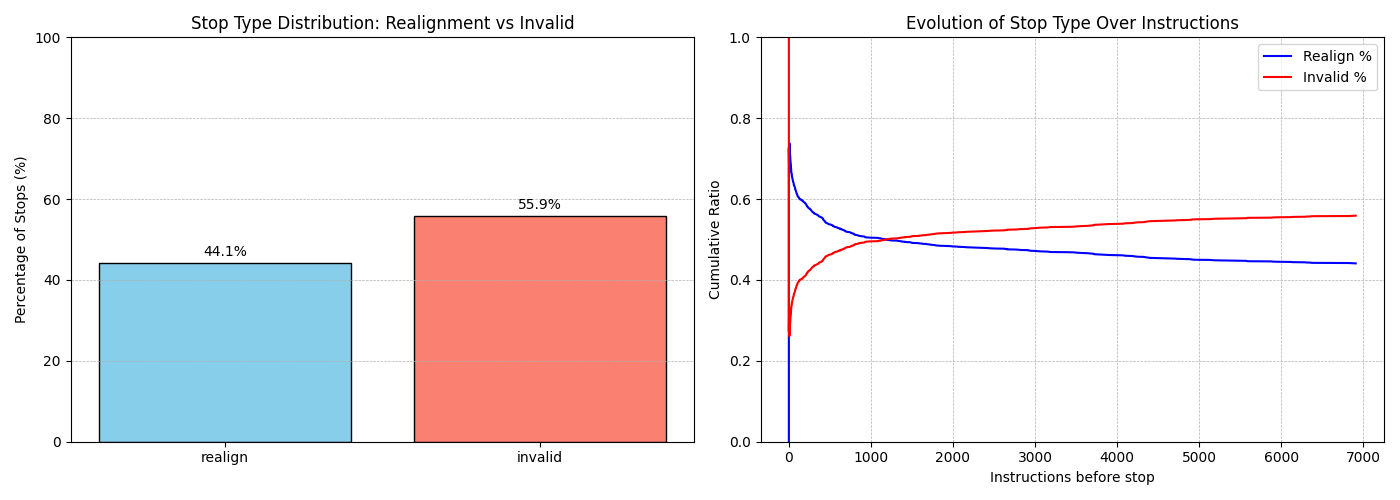 Stop Type Distribution: Realignment vs Invalid
Percentage of Stops (%)
100
80
60
40
20
0
44.1%
55.9%
realign
invalid
Evolution of Stop Type Over Instructions
Cumulative Ratio
1.0
0.8
0.6
0.4
0.2
0.0
Realign %
Invalid %
0 1000 2000 3000 4000 5000 6000 7000
Instructions before stop